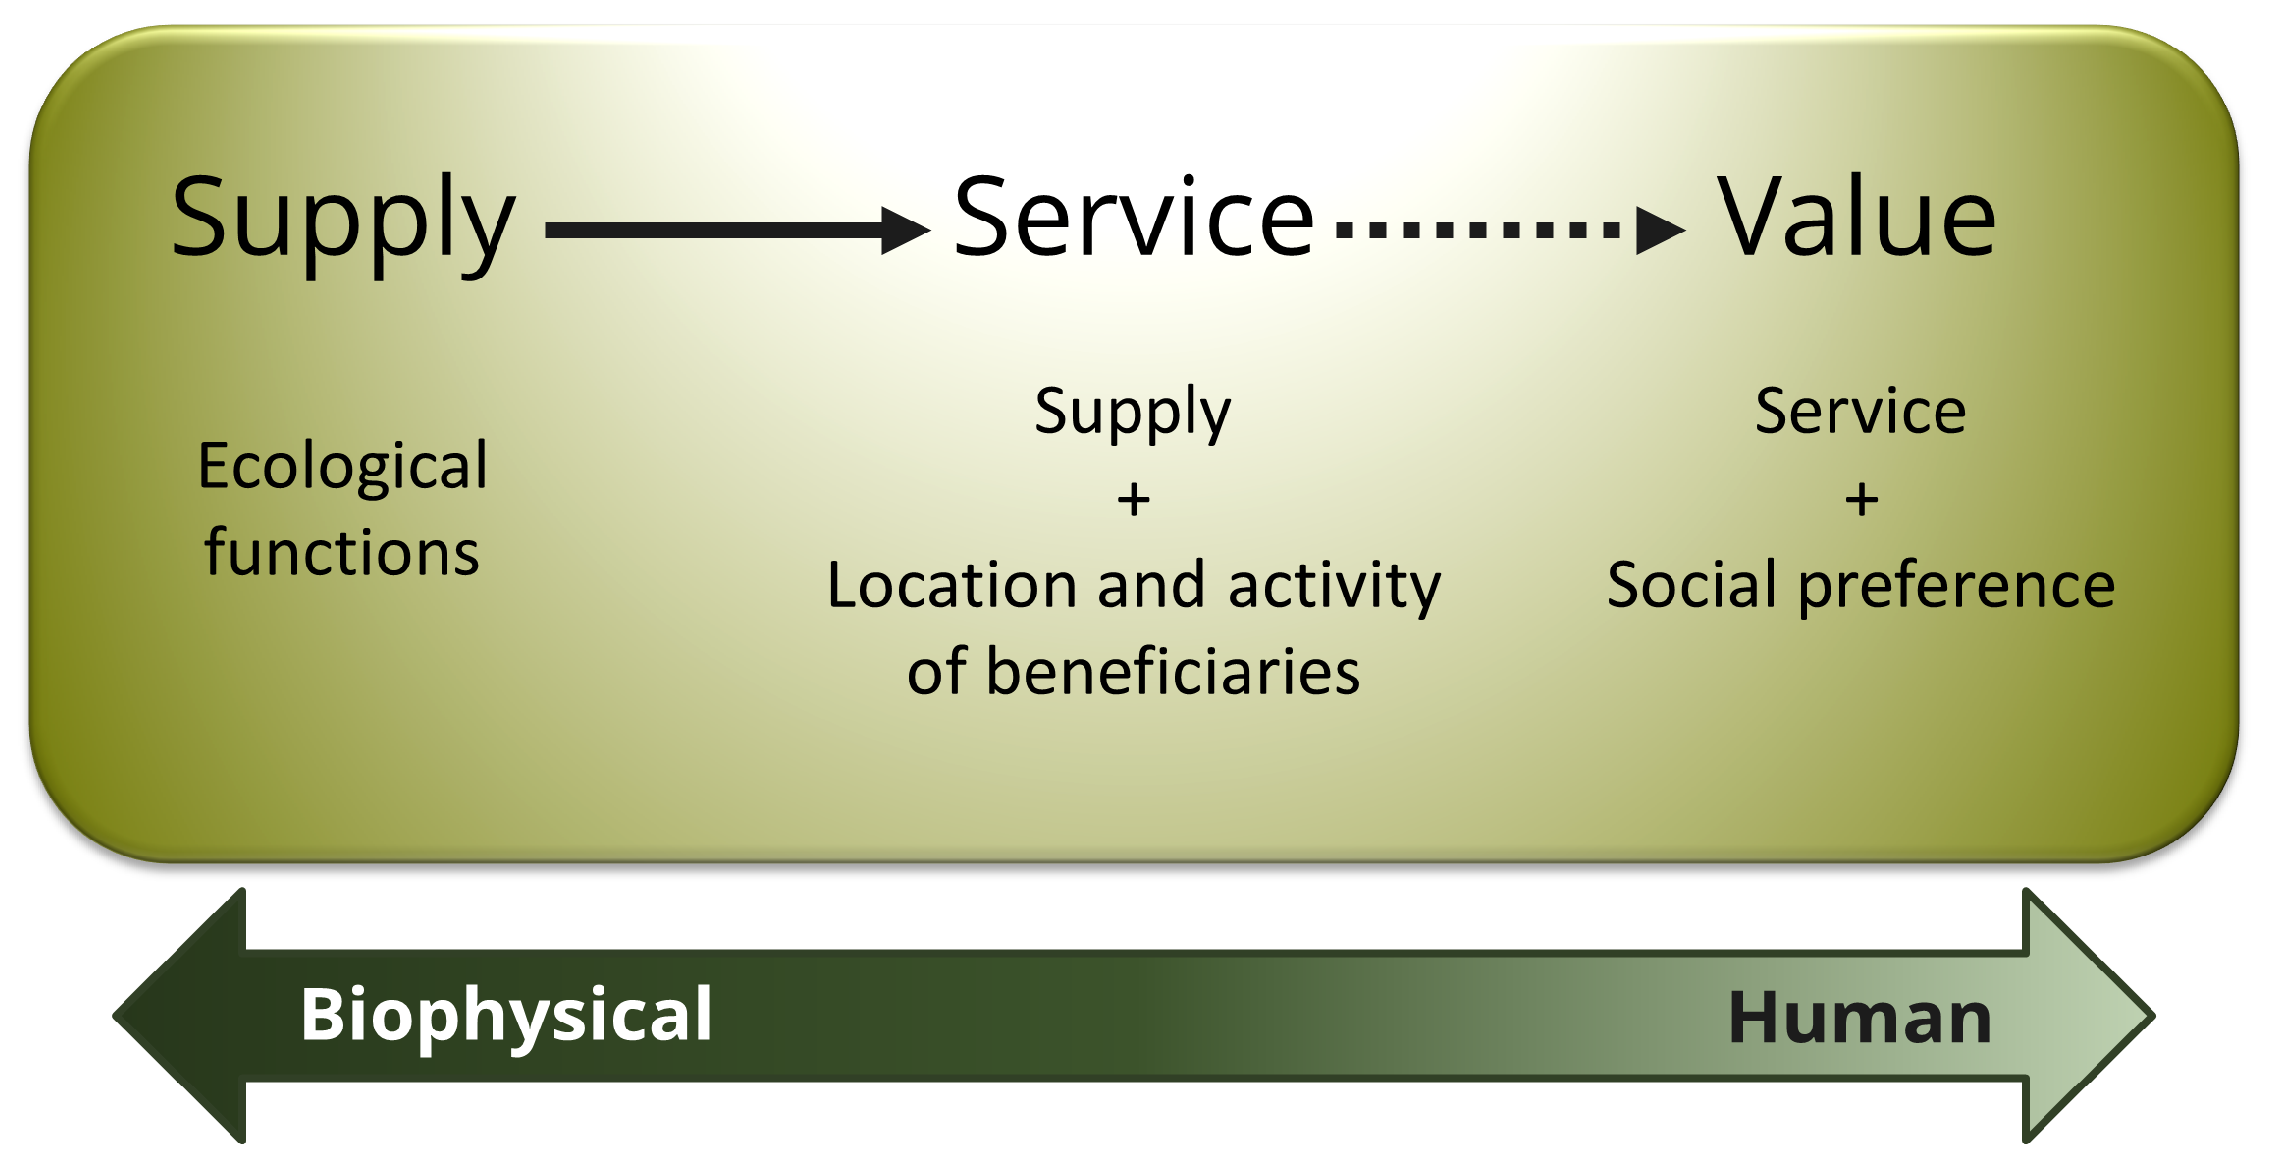 Supply
Service
Value
Ecological
functions
Supply
+
Location and activity
of beneficiaries
Service
+
Social preference
Biophysical
Human